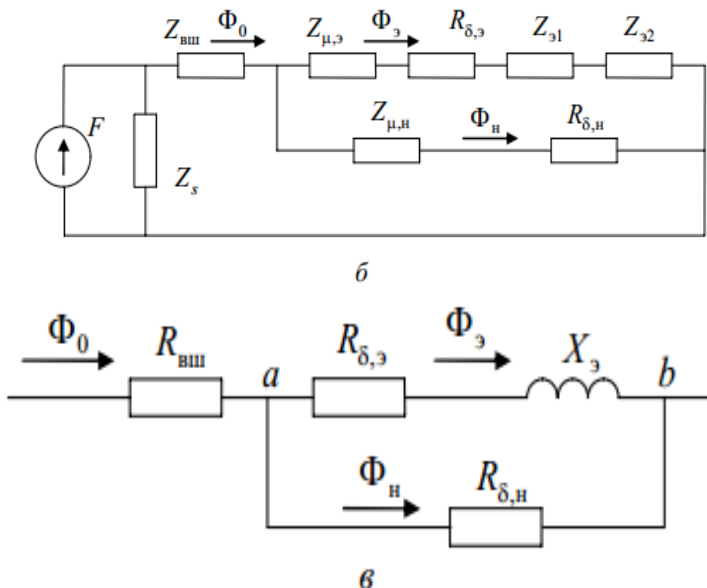 Z_вш Φ_0 Z_μ,э Φ_э R_δ,э Z_э1 Z_э2
Z_μ,н Φ_н R_δ,н
F
Z_s
б
Φ_0 R_вш a R_δ,э Φ_э X_э b
Φ_н R_δ,н
в